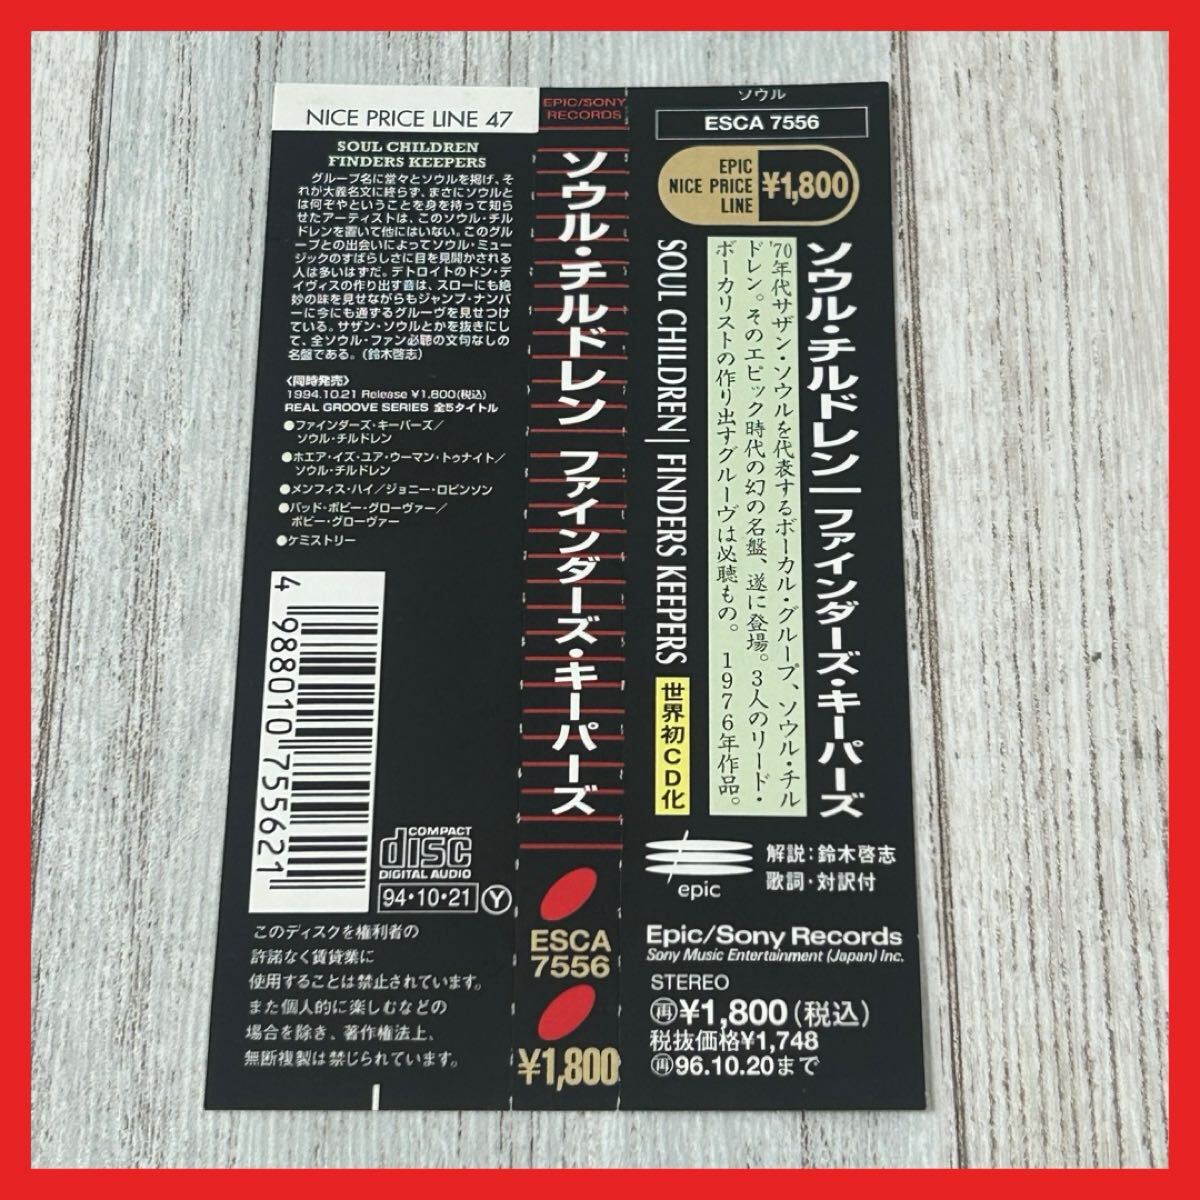 NICE PRICE LINE 47
SOUL CHILDREN
FINDERS KEEPERS
グループ名に堂々とソウルを掲げ、そ
れが大義名文に終らず、まさにソウルと
は何ぞやということを身を持って知ら
せたアーティストは、このソウル・チル
ドレンを置いて他にはいない。このグル
ープとの出会いによってソウル・ミュー
ジックのすばらしさに目を見開かされる
人は多いはずだ。デトロイトのドン・デ
イヴィスの作り出す音は、スローにも絶
妙の味を見せながらもジャンプ・ナンバ
ーに今にも通ずるグルーヴを見せつけ
ている。サザン・ソウルとかを抜きにし
て、全ソウル・ファン必聴の文句なしの
名盤である。(鈴木啓志)
〈同時発売〉
1994.10.21 Release ¥1,800(税込)
REAL GROOVE SERIES 全5タイトル
●ファインダーズ・キーパーズ/
ソウル・チルドレン
●ホエア・イズ・ユア・ウーマン・トゥナイト/
ソウル・チルドレン
●メンフィス・ハイ/ジョニー・ロビンソン
●バッド・ボビー・グローヴァー/
ボビー・グローヴァー
●ケミストリー
4 988010 755621
COMPACT
disc
DIGITAL AUDIO
94・10・21 Y
このディスクを権利者の
許諾なく賃貸業に
使用することは禁止されています。
また個人的に楽しむなどの
場合を除き、著作権法上、
無断複製は禁じられています。
EPIC/SONY
RECORDS
ソウル・チルドレン ファインダーズ・キーパーズ
ESCA
7556
¥1,800
ソウル
ESCA 7556
EPIC
NICE PRICE
LINE
¥1,800
ソウル・チルドレン|ファインダーズ・キーパーズ
'70年代サザン・ソウルを代表するボーカル・グループ、ソウル・チル
ドレン。そのエピック時代の幻の名盤、遂に登場。3人のリード・
ボーカリストの作り出すグルーヴは必聴もの。 1976年作品。
SOUL CHILDREN|FINDERS KEEPERS
世界初CD化
epic
解説:鈴木啓志
歌詞・対訳付
Epic/Sony Records
Sony Music Entertainment (Japan) Inc.
STEREO
再¥1,800(税込)
税抜価格¥1,748
再96.10.20まで